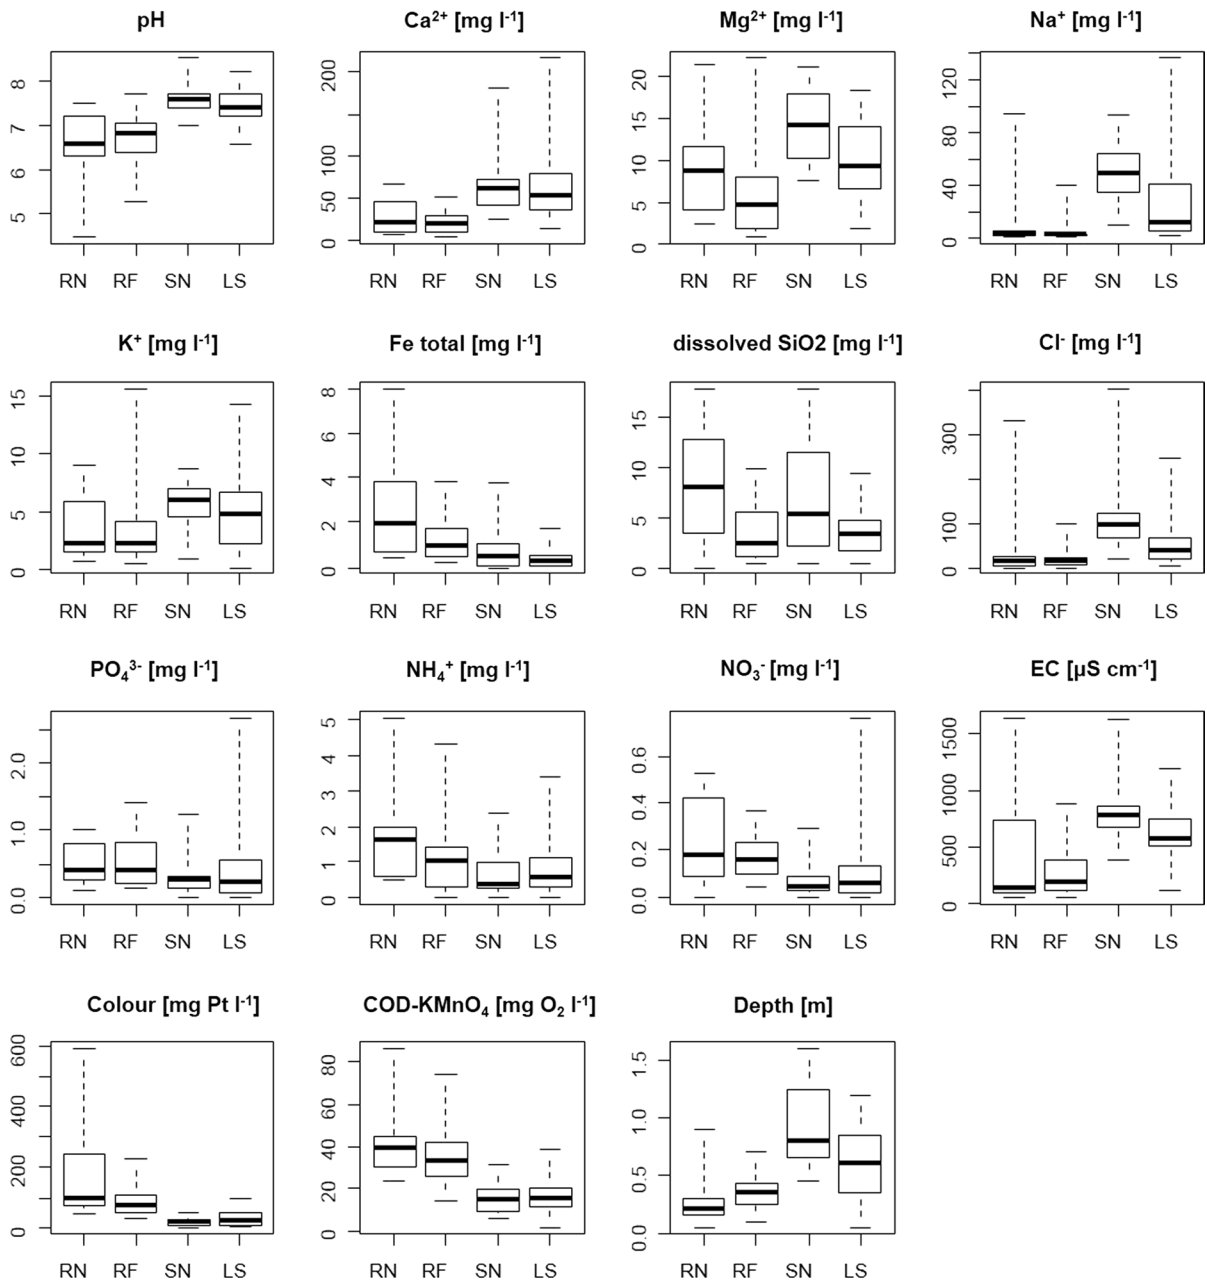 pH
Ca²⁺ [mg l⁻¹]
Mg²⁺ [mg l⁻¹]
Na⁺ [mg l⁻¹]
5 6 7 8
0 50 100 200
0 5 10 15 20
0 40 80 120
RN RF SN LS
RN RF SN LS
RN RF SN LS
RN RF SN LS
K⁺ [mg l⁻¹]
Fe total [mg l⁻¹]
dissolved SiO2 [mg l⁻¹]
Cl⁻ [mg l⁻¹]
0 5 10 15
0 2 4 6 8
0 5 10 15
0 100 300
RN RF SN LS
RN RF SN LS
RN RF SN LS
RN RF SN LS
PO₄³⁻ [mg l⁻¹]
NH₄⁺ [mg l⁻¹]
NO₃⁻ [mg l⁻¹]
EC [µS cm⁻¹]
0.0 1.0 2.0
0 1 2 3 4 5
0.0 0.2 0.4 0.6
0 500 1000 1500
RN RF SN LS
RN RF SN LS
RN RF SN LS
RN RF SN LS
Colour [mg Pt l⁻¹]
COD-KMnO₄ [mg O₂ l⁻¹]
Depth [m]
0 200 400 600
0 20 40 60 80
0.0 0.5 1.0 1.5
RN RF SN LS
RN RF SN LS
RN RF SN LS